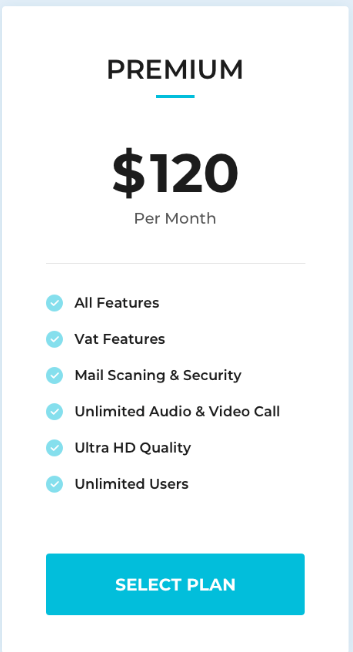 PREMIUM
$120
Per Month
All Features
Vat Features
Mail Scaning & Security
Unlimited Audio & Video Call
Ultra HD Quality
Unlimited Users
SELECT PLAN